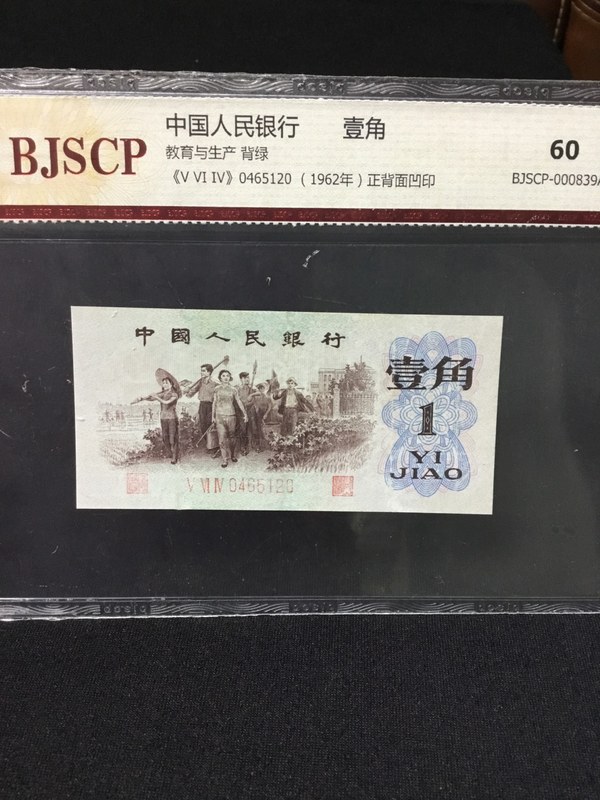 BJSCP
中国人民银行 壹角
教育与生产 背绿
《V VI IV》0465120 (1962年) 正背面凹印
60
BJSCP-000839A
中國人民銀行
壹角
1
YI
JIAO
V VI IV 0465120